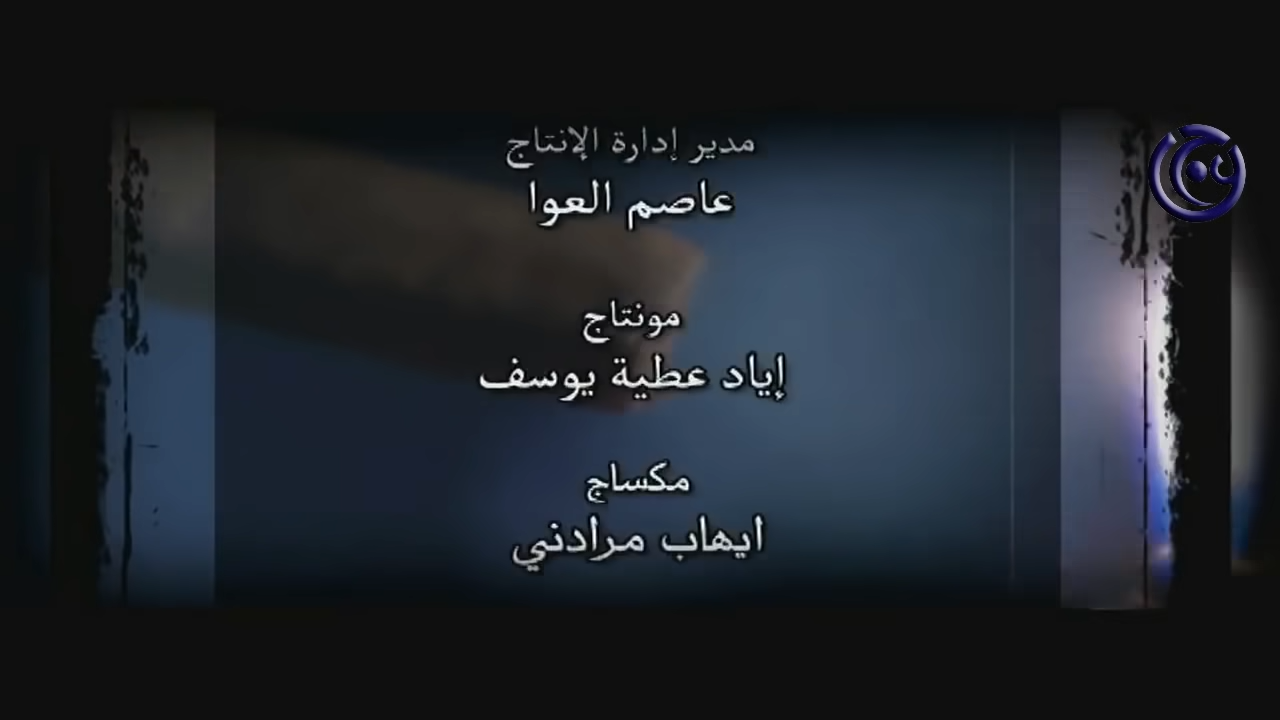 مدير إدارة الإنتاج
عاصم العوا
مونتاج
إياد عطية يوسف
مكساج
ايهاب مرادني